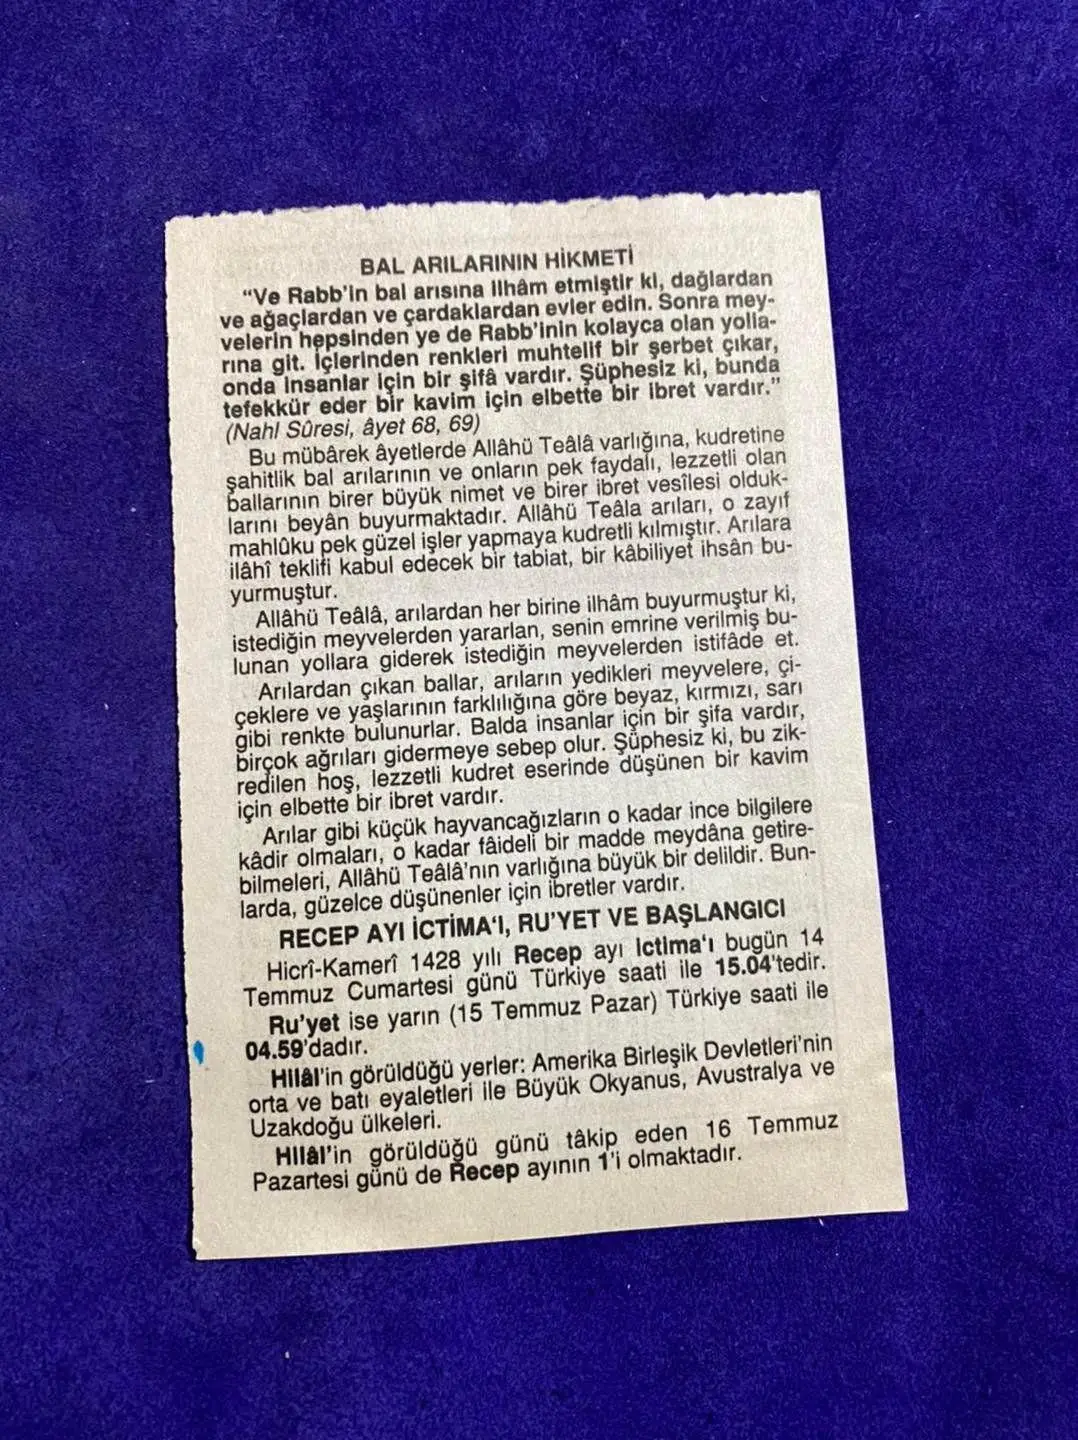 BAL ARILARININ HİKMETİ
“Ve Rabb’in bal arısına ilhâm etmiştir ki, dağlardan
ve ağaçlardan ve çardaklardan evler edin. Sonra mey-
velerin hepsinden ye de Rabb’inin kolayca olan yolla-
rına git. İçlerinden renkleri muhtelif bir şerbet çıkar,
onda insanlar için bir şifâ vardır. Şüphesiz ki, bunda
tefekkür eder bir kavim için elbette bir ibret vardır.”
(Nahl Sûresi, âyet 68, 69)
Bu mübârek âyetlerde Allâhü Teâlâ varlığına, kudretine
şahitlik bal arılarının ve onların pek faydalı, lezzetli olan
ballarının birer büyük nimet ve birer ibret vesîlesi olduk-
larını beyân buyurmaktadır. Allâhü Teâla arıları, o zayıf
mahlûku pek güzel işler yapmaya kudretli kılmıştır. Arılara
ilâhî teklifi kabul edecek bir tabiat, bir kâbiliyet ihsân bu-
yurmuştur.
Allâhü Teâlâ, arılardan her birine ilhâm buyurmuştur ki,
istediğin meyvelerden yararlan, senin emrine verilmiş bu-
lunan yollara giderek istediğin meyvelerden istifâde et.
Arılardan çıkan ballar, arıların yedikleri meyvelere, çi-
çeklere ve yaşlarının farklılığına göre beyaz, kırmızı, sarı
gibi renkte bulunurlar. Balda insanlar için bir şifa vardır,
birçok ağrıları gidermeye sebep olur. Şüphesiz ki, bu zik-
redilen hoş, lezzetli kudret eserinde düşünen bir kavim
için elbette bir ibret vardır.
Arılar gibi küçük hayvancağızların o kadar ince bilgilere
kâdir olmaları, o kadar fâideli bir madde meydâna getire-
bilmeleri, Allâhü Teâlâ’nın varlığına büyük bir delildir. Bun-
larda, güzelce düşünenler için ibretler vardır.
RECEP AYI İCTİMA‘I, RU’YET VE BAŞLANGICI
Hicrî-Kamerî 1428 yılı Recep ayı Ictima‘ı bugün 14
Temmuz Cumartesi günü Türkiye saati ile 15.04’tedir.
Ru’yet ise yarın (15 Temmuz Pazar) Türkiye saati ile
04.59’dadır.
Hilâl’in görüldüğü yerler: Amerika Birleşik Devletleri’nin
orta ve batı eyaletleri ile Büyük Okyanus, Avustralya ve
Uzakdoğu ülkeleri.
Hilâl’in görüldüğü günü tâkip eden 16 Temmuz
Pazartesi günü de Recep ayının 1’i olmaktadır.